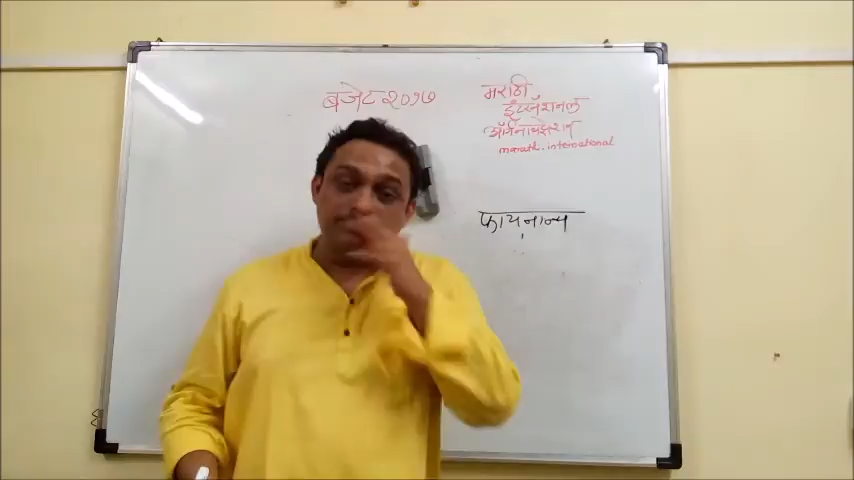 बजेट २०१७
मराठी
इंटरनॅशनल
ऑर्गनायझेशन
marathi.international
फायनान्य